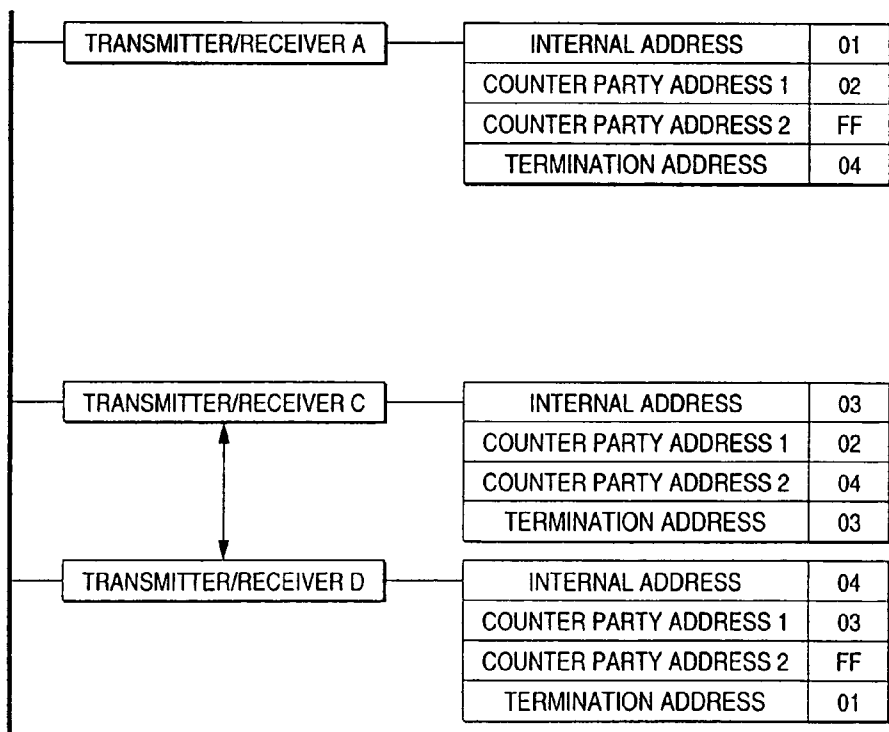 TRANSMITTER/RECEIVER A
INTERNAL ADDRESS 01
COUNTER PARTY ADDRESS 1 02
COUNTER PARTY ADDRESS 2 FF
TERMINATION ADDRESS 04
TRANSMITTER/RECEIVER C
INTERNAL ADDRESS 03
COUNTER PARTY ADDRESS 1 02
COUNTER PARTY ADDRESS 2 04
TERMINATION ADDRESS 03
TRANSMITTER/RECEIVER D
INTERNAL ADDRESS 04
COUNTER PARTY ADDRESS 1 03
COUNTER PARTY ADDRESS 2 FF
TERMINATION ADDRESS 01